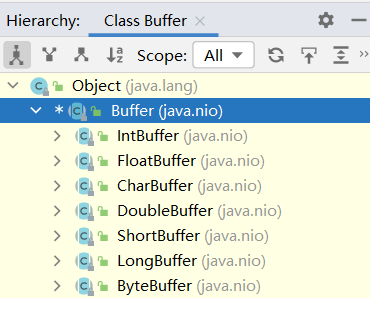 Hierarchy: Class Buffer ×
Scope: All
Object (java.lang)
* Buffer (java.nio)
IntBuffer (java.nio)
FloatBuffer (java.nio)
CharBuffer (java.nio)
DoubleBuffer (java.nio)
ShortBuffer (java.nio)
LongBuffer (java.nio)
ByteBuffer (java.nio)